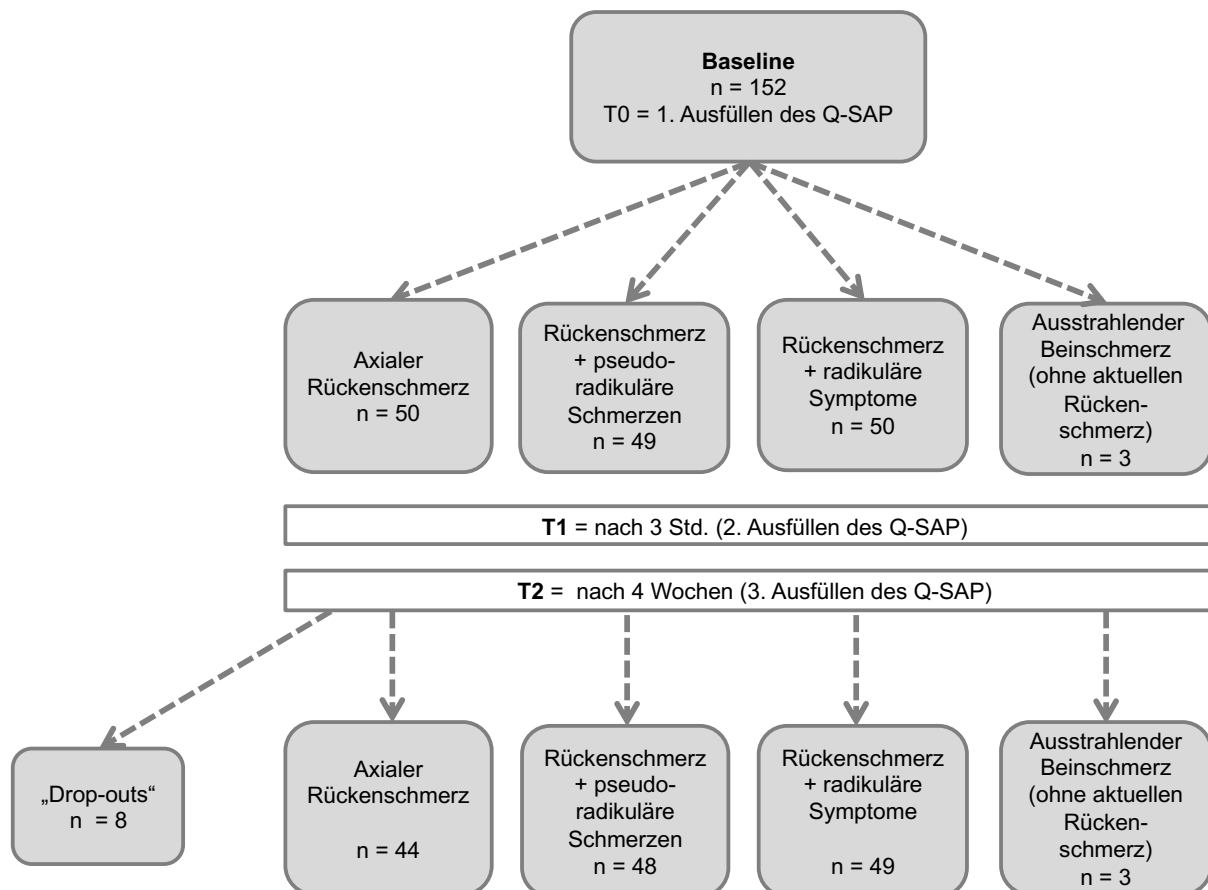 Baseline
n = 152
T0 = 1. Ausfüllen des Q-SAP
Axialer
Rückenschmerz
n = 50
Rückenschmerz
+ pseudo-
radikuläre
Schmerzen
n = 49
Rückenschmerz
+ radikuläre
Symptome
n = 50
Ausstrahlender
Beinschmerz
(ohne aktuellen
Rücken-
schmerz)
n = 3
T1 = nach 3 Std. (2. Ausfüllen des Q-SAP)
T2 = nach 4 Wochen (3. Ausfüllen des Q-SAP)
„Drop-outs“
n = 8
Axialer
Rückenschmerz
n = 44
Rückenschmerz
+ pseudo-
radikuläre
Schmerzen
n = 48
Rückenschmerz
+ radikuläre
Symptome
n = 49
Ausstrahlender
Beinschmerz
(ohne aktuellen
Rücken-
schmerz)
n = 3